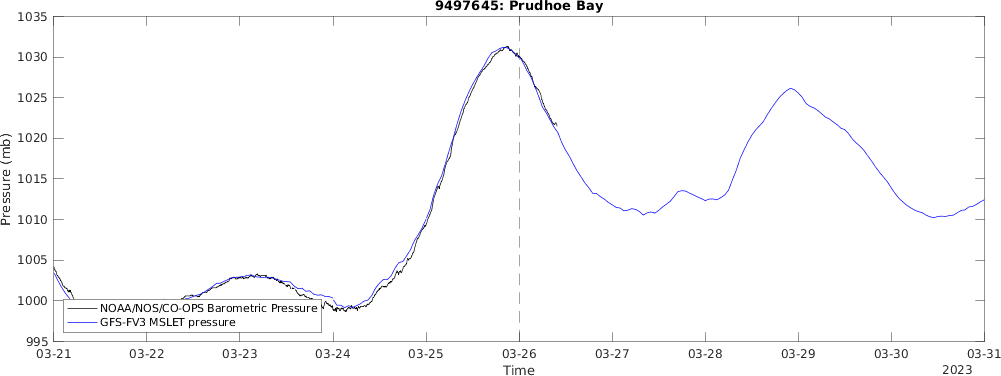 9497645: Prudhoe Bay
1035
1030
1025
1020
1015
1010
1005
1000
995
Pressure (mb)
NOAA/NOS/CO-OPS Barometric Pressure
GFS-FV3 MSLET pressure
03-21 03-22 03-23 03-24 03-25 03-26 03-27 03-28 03-29 03-30 03-31
Time
2023